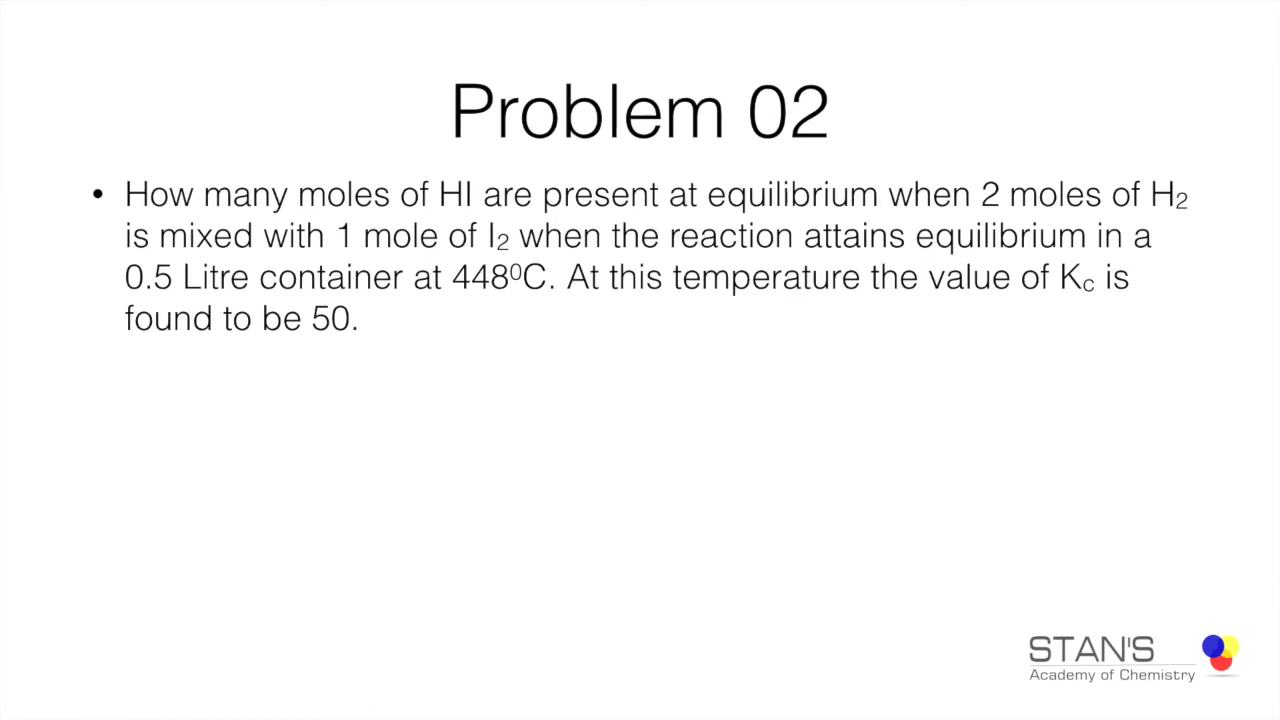 Problem 02
• How many moles of HI are present at equilibrium when 2 moles of H₂
is mixed with 1 mole of I₂ when the reaction attains equilibrium in a
0.5 Litre container at 448⁰C. At this temperature the value of K꜀ is
found to be 50.
STAN'S
Academy of Chemistry